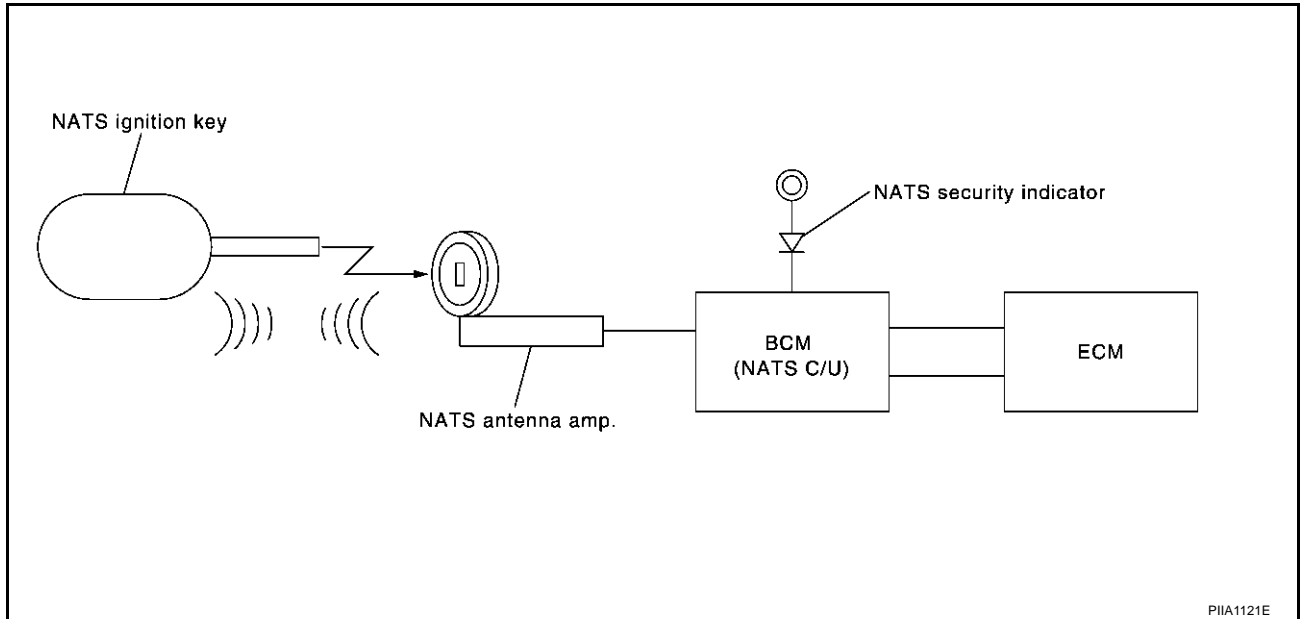 NATS ignition key
NATS security indicator
BCM
(NATS C/U)
ECM
NATS antenna amp.
PIIA1121E